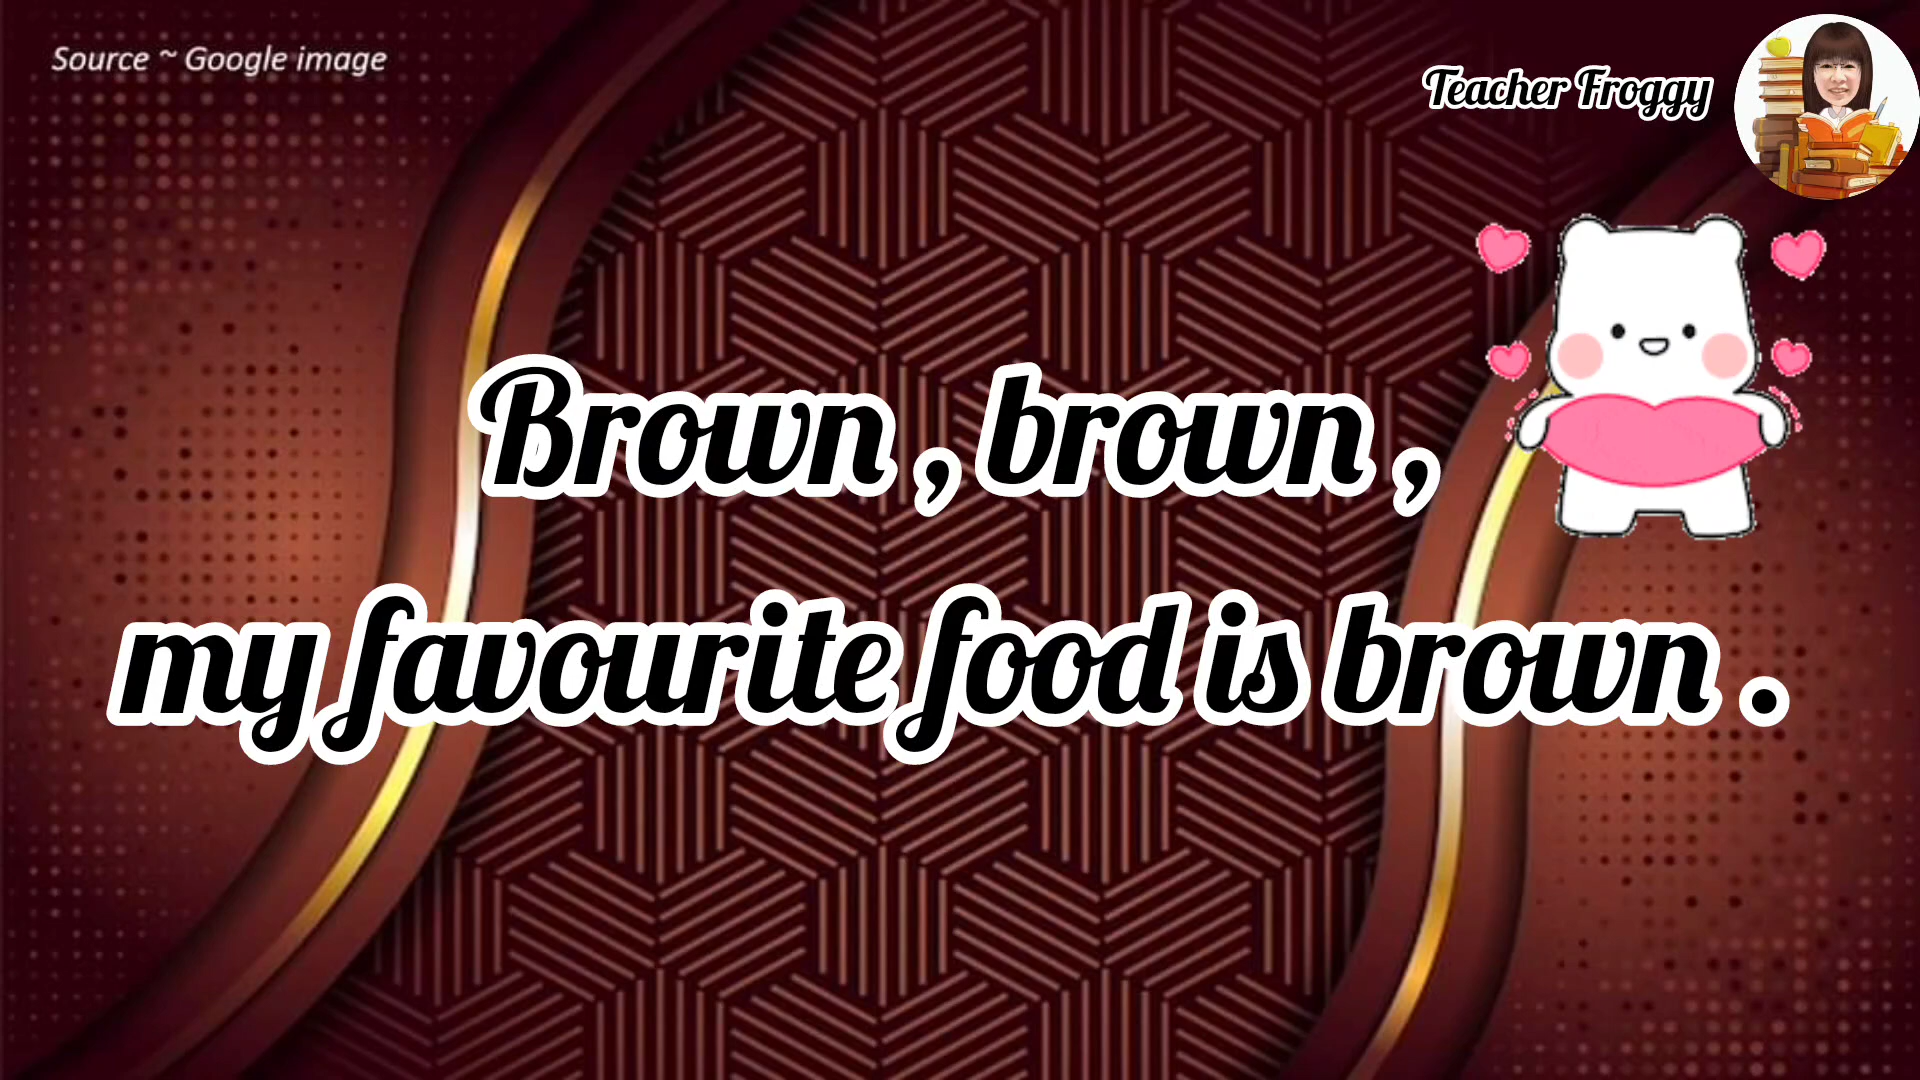 Source ~ Google image
Teacher Froggy
Brown , brown ,
my favourite food is brown .